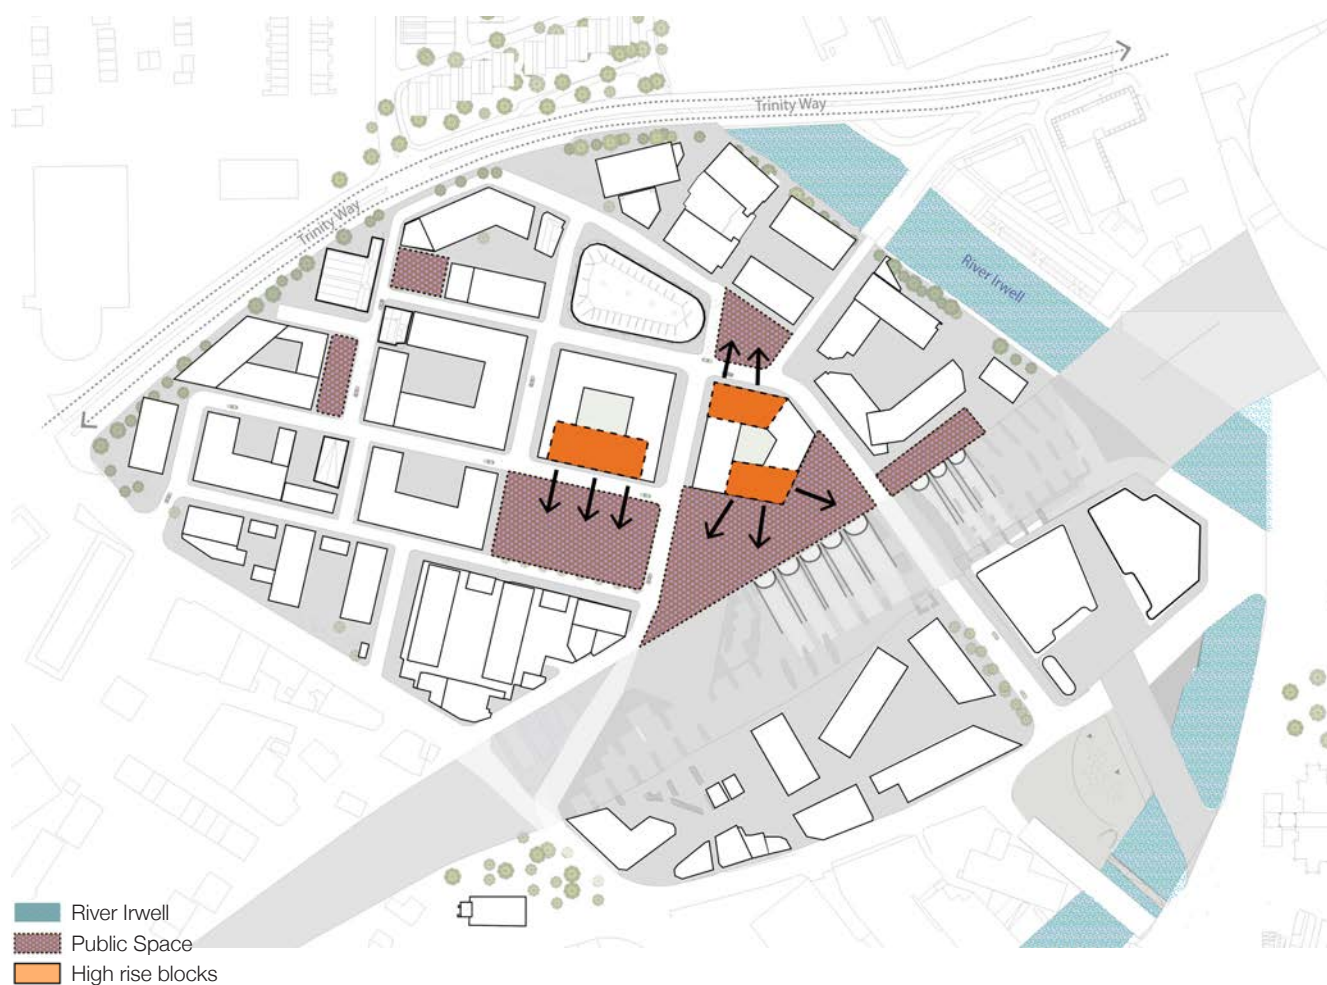 Trinity Way
Trinity Way
River Irwell
River Irwell
Public Space
High rise blocks